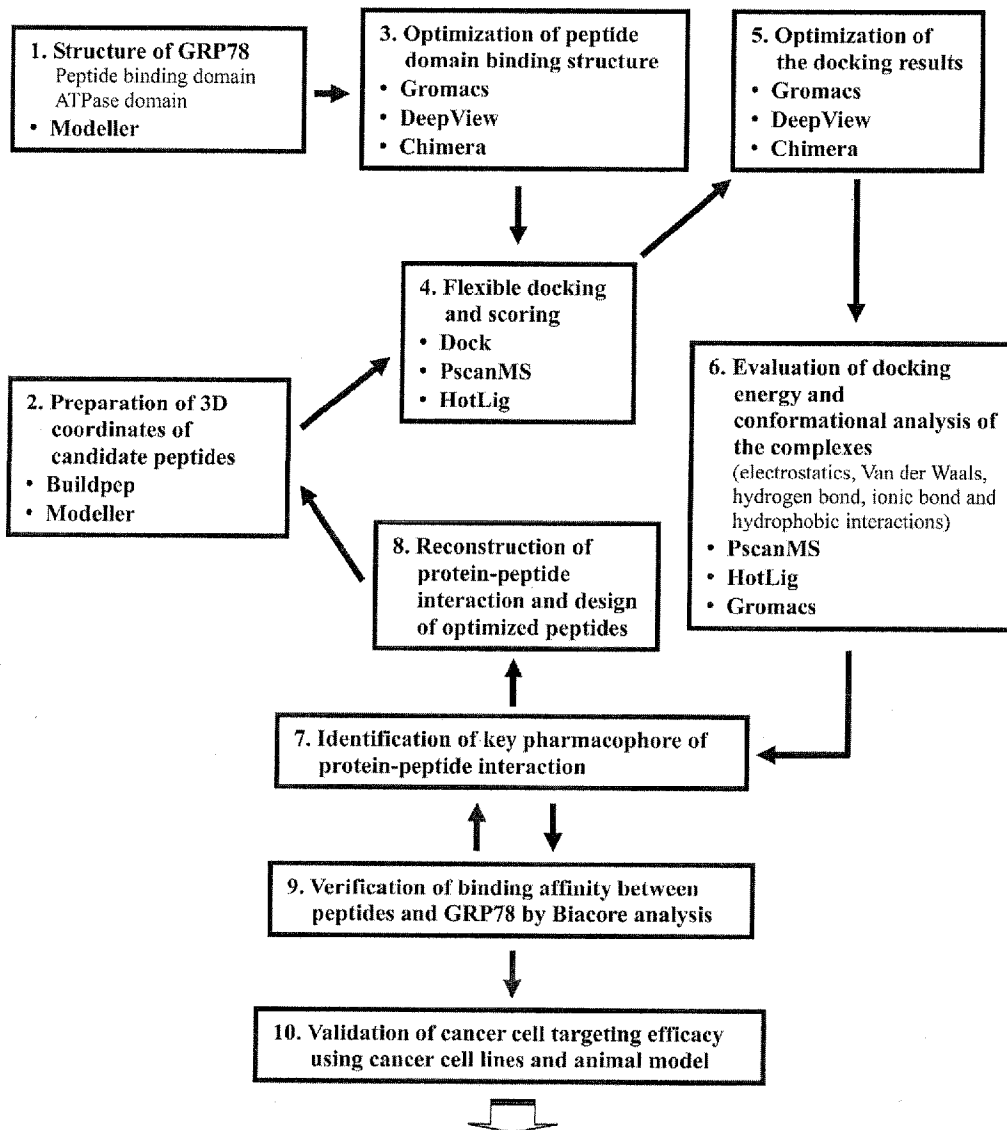 1. Structure of GRP78
Peptide binding domain
ATPase domain
• Modeller
3. Optimization of peptide
domain binding structure
• Gromacs
• DeepView
• Chimera
5. Optimization of
the docking results
• Gromacs
• DeepView
• Chimera
4. Flexible docking
and scoring
• Dock
• PscanMS
• HotLig
2. Preparation of 3D
coordinates of
candidate peptides
• Buildpep
• Modeller
6. Evaluation of docking
energy and
conformational analysis of
the complexes
(electrostatics, Van der Waals,
hydrogen bond, ionic bond and
hydrophobic interactions)
• PscanMS
• HotLig
• Gromacs
8. Reconstruction of
protein-peptide
interaction and design
of optimized peptides
7. Identification of key pharmacophore of
protein-peptide interaction
9. Verification of binding affinity between
peptides and GRP78 by Biacore analysis
10. Validation of cancer cell targeting efficacy
using cancer cell lines and animal model